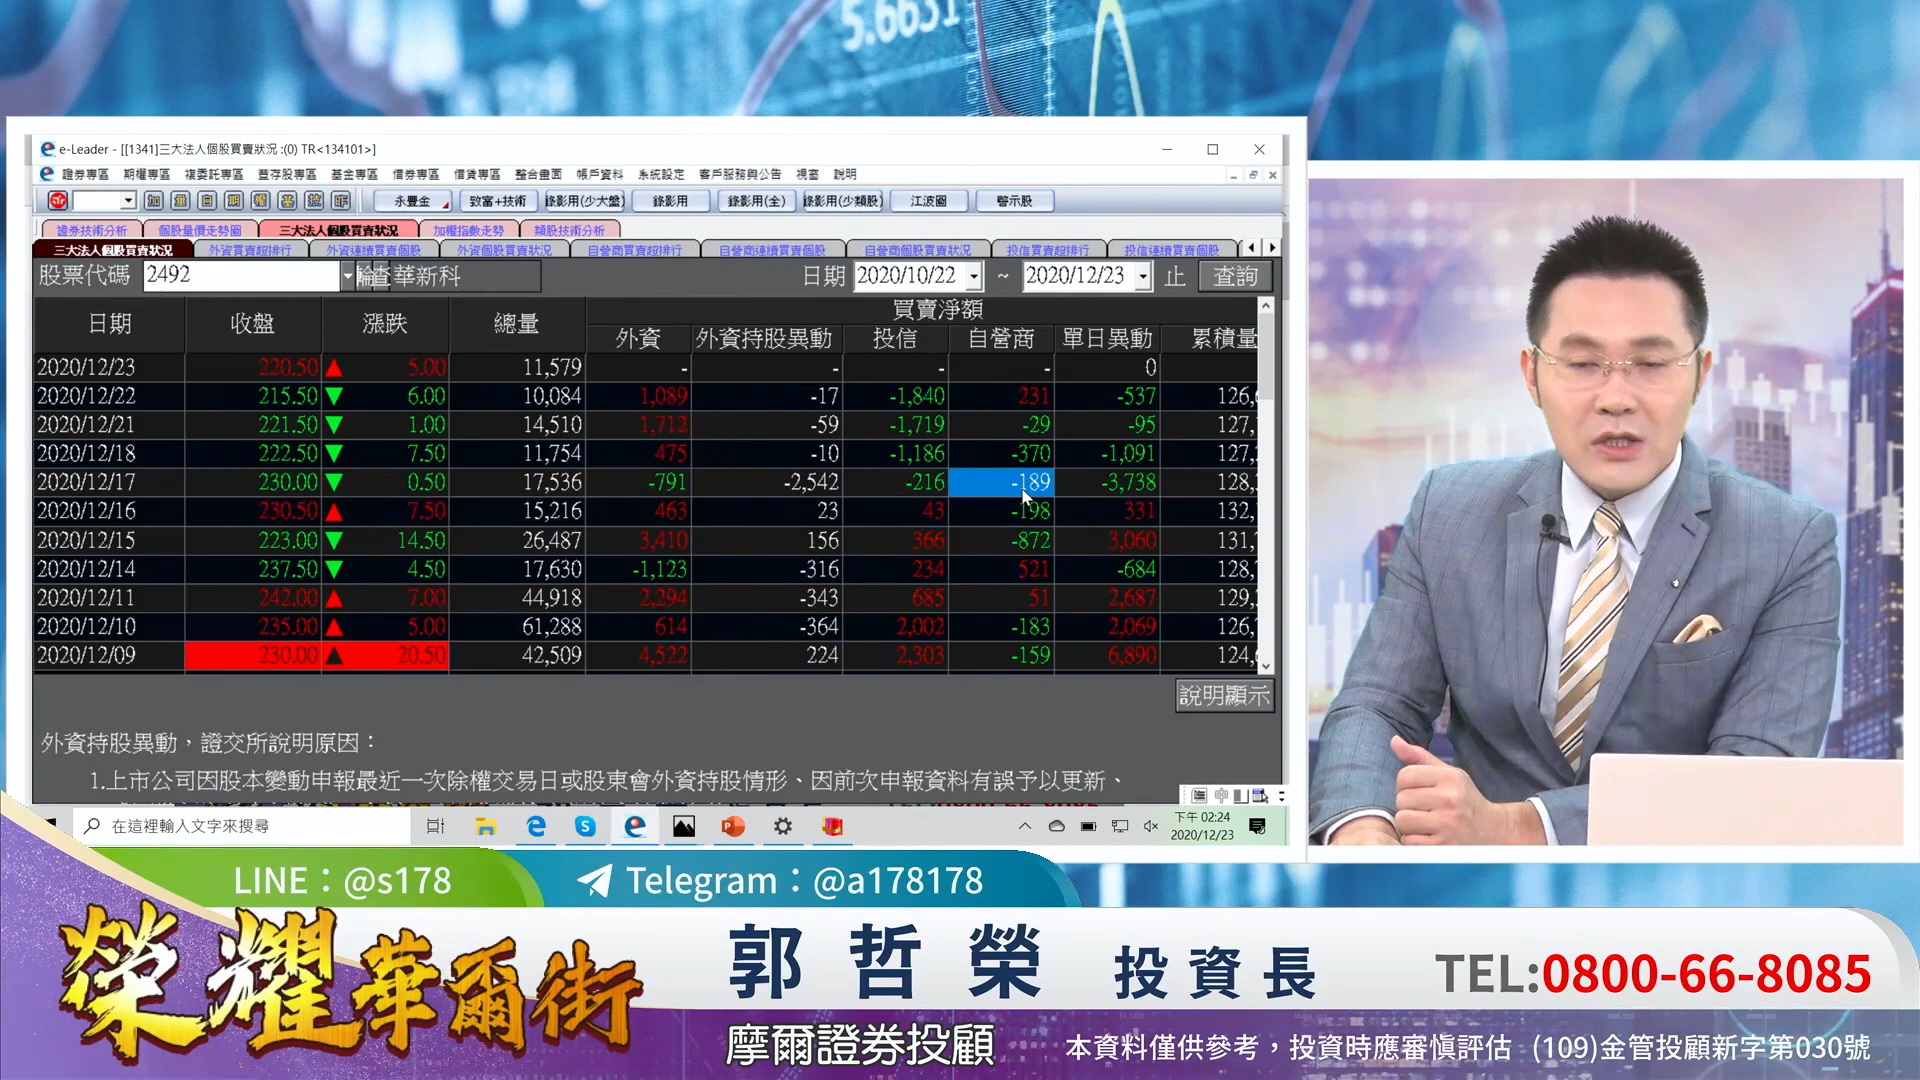 5.6631
e-Leader - [[1341]三大法人個股買賣狀況 :(0) TR<134101>]
證券專區 期權專區 複委託專區 豐存股專區 基金專區 借券專區 借貸專區 整合畫面 帳戶資料 系統設定 客戶服務與公告 視窗 說明
永豐金 致富+技術 錄影用(少大盤) 錄影用 錄影用(全) 錄影用(少類股) 江波圖 警示股
證券技術分析 個股量價走勢圖 三大法人個股買賣狀況 加權指數走勢 類股技術分析
三大法人個股買賣狀況 外資買賣超排行 外資連續買賣個股 外資個股買賣狀況 自營商買賣超排行 自營商連續買賣個股 自營商個股買賣狀況 投信買賣超排行 投信連續買賣個股
股票代碼 2492 華新科 日期 2020/10/22 ~ 2020/12/23 止 查詢
買賣淨額
日期 收盤 漲跌 總量 外資 外資持股異動 投信 自營商 單日異動 累積量
2020/12/23 220.50 ▲ 5.00 11,579 - - - - 0
2020/12/22 215.50 ▼ 6.00 10,084 1,089 -17 -1,840 231 -537 126,
2020/12/21 221.50 ▼ 1.00 14,510 1,712 -59 -1,719 -29 -95 127,
2020/12/18 222.50 ▼ 7.50 11,754 475 -10 -1,186 -370 -1,091 127,
2020/12/17 230.00 ▼ 0.50 17,536 -791 -2,542 -216 -189 -3,738 128,
2020/12/16 230.50 ▲ 7.50 15,216 463 23 43 -198 331 132,
2020/12/15 223.00 ▼ 14.50 26,487 3,410 156 366 -872 3,060 131,
2020/12/14 237.50 ▼ 4.50 17,630 -1,123 -316 234 521 -684 128,
2020/12/11 242.00 ▲ 7.00 44,918 2,294 -343 685 51 2,687 129,
2020/12/10 235.00 ▲ 5.00 61,288 614 -364 2,002 -183 2,069 126,
2020/12/09 230.00 ▲ 20.50 42,509 4,522 224 2,303 -159 6,890 124,
說明顯示
外資持股異動，證交所說明原因：
1.上市公司因股本變動申報最近一次除權交易日或股東會外資持股情形、因前次申報資料有誤予以更新、
在這裡輸入文字來搜尋
下午 02:24
2020/12/23
LINE：@s178
Telegram：@a178178
榮耀華爾街
郭哲榮 投資長
TEL:0800-66-8085
摩爾證券投顧
本資料僅供參考，投資時應審慎評估 (109)金管投顧新字第030號